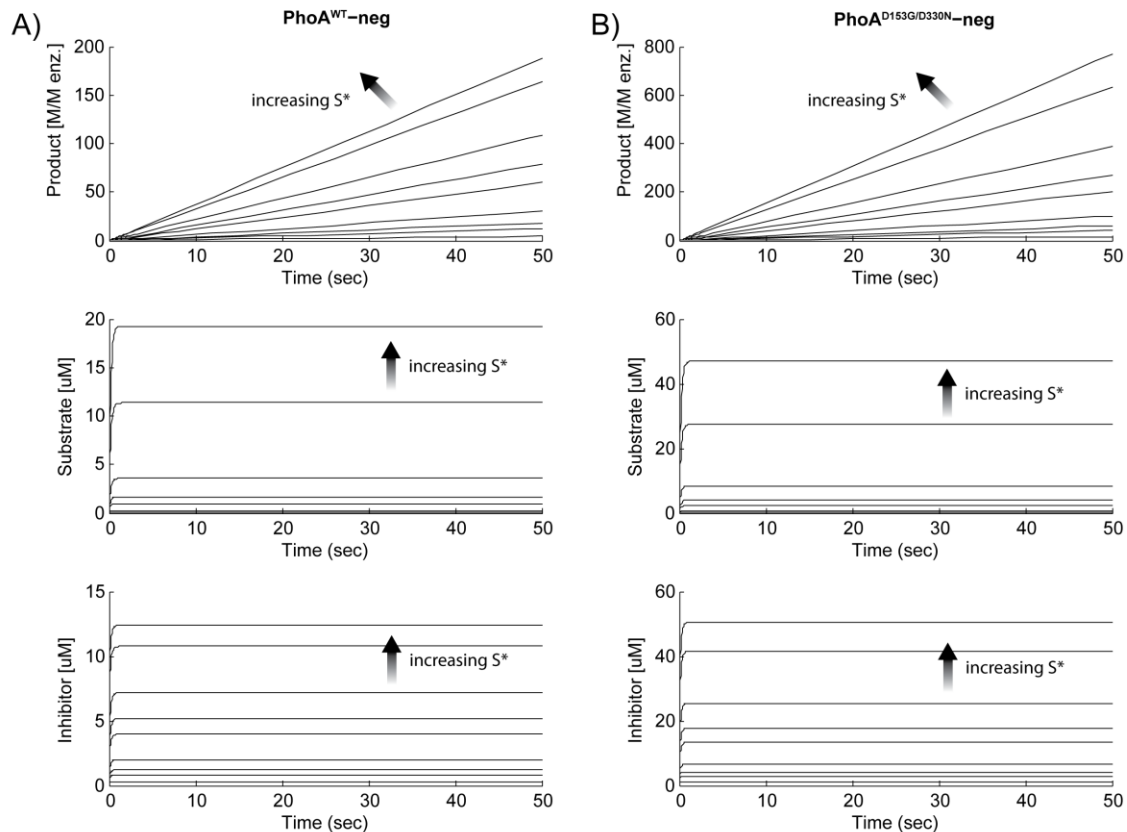 A)
PhoAWT–neg
Product [M/M enz.]
200
150
100
50
0
increasing S*
0 10 20 30 40 50
Time (sec)
Substrate [uM]
20
15
10
5
0
increasing S*
0 10 20 30 40 50
Time (sec)
Inhibitor [uM]
15
10
5
0
increasing S*
0 10 20 30 40 50
Time (sec)
B)
PhoAD153G/D330N–neg
Product [M/M enz.]
800
600
400
200
0
increasing S*
0 10 20 30 40 50
Time (sec)
Substrate [uM]
60
40
20
0
increasing S*
0 10 20 30 40 50
Time (sec)
Inhibitor [uM]
60
40
20
0
increasing S*
0 10 20 30 40 50
Time (sec)